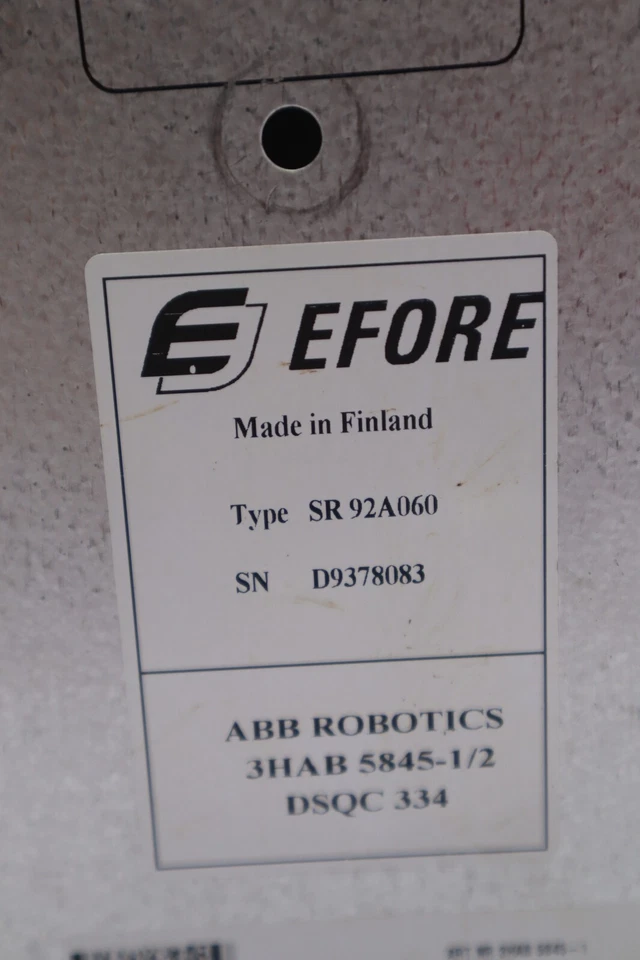 EFORE
Made in Finland
Type SR 92A060
SN D9378083
ABB ROBOTICS
3HAB 5845-1/2
DSQC 334